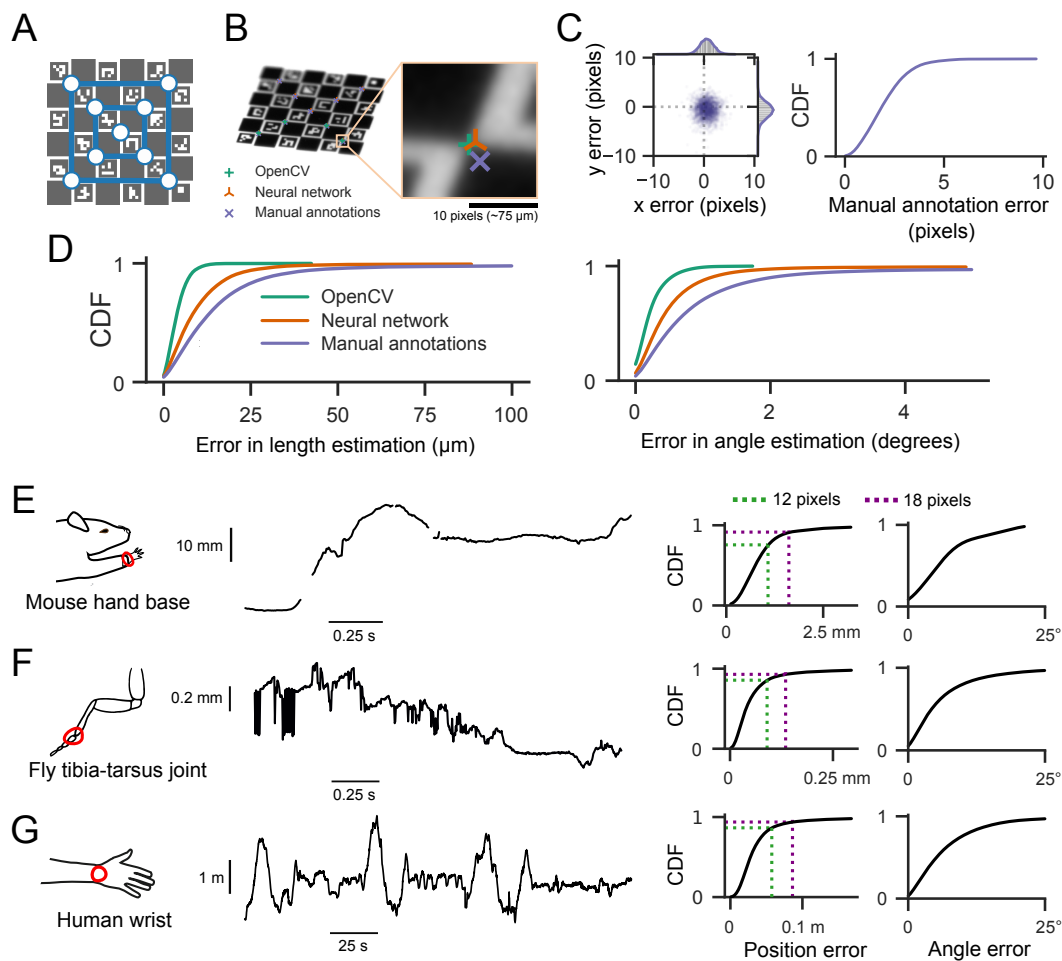 A
B
OpenCV
Neural network
Manual annotations
10 pixels (~75 µm)
C
10
0
−10
y error (pixels)
−10
0
10
x error (pixels)
1
0
CDF
0
5
10
Manual annotation error
(pixels)
D
1
0
CDF
OpenCV
Neural network
Manual annotations
0
25
50
75
100
Error in length estimation (µm)
1
0
0
2
4
Error in angle estimation (degrees)
E
Mouse hand base
10 mm
0.25 s
12 pixels
18 pixels
1
CDF
0
0
2.5 mm
1
0
0
25°
F
Fly tibia-tarsus joint
0.2 mm
0.25 s
1
CDF
0
0
0.25 mm
1
0
0
25°
G
Human wrist
1 m
25 s
1
CDF
0
0
0.1 m
Position error
1
0
0
25°
Angle error